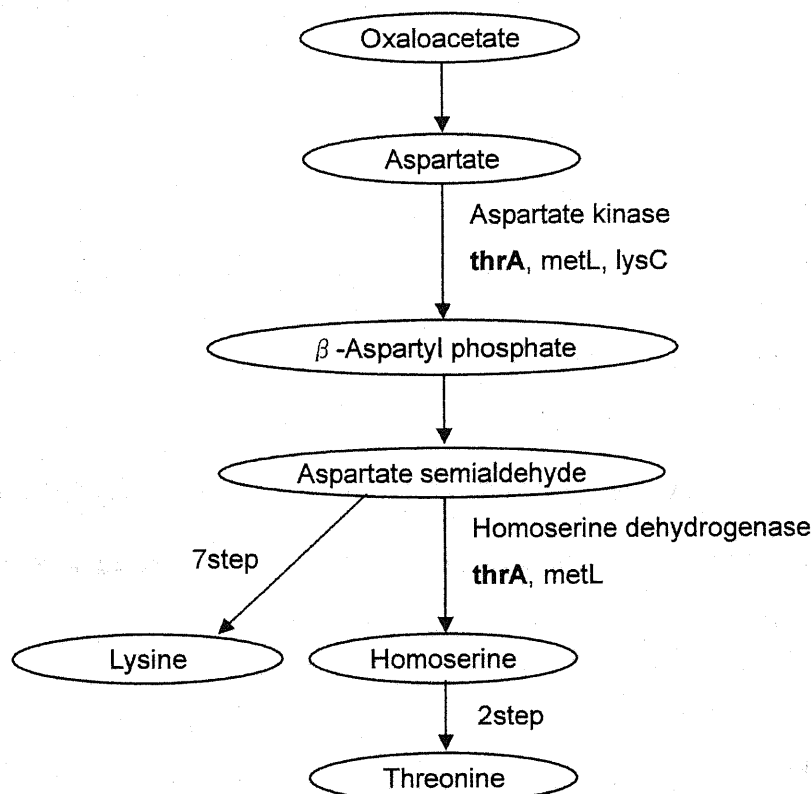 Oxaloacetate
Aspartate
Aspartate kinase
thrA, metL, lysC
β-Aspartyl phosphate
Aspartate semialdehyde
Homoserine dehydrogenase
7step
thrA, metL
Lysine
Homoserine
2step
Threonine